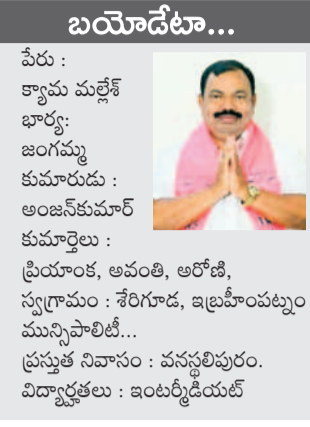 బయోడేటా...
పేరు :
క్యామ మల్లేశ్
భార్య:
జంగమ్మ
కుమారుడు :
అంజన్‌కుమార్
కుమార్తెలు :
ప్రియాంక, అవంతి, అరోణి,
స్వగ్రామం : శేరిగూడ, ఇబ్రహీంపట్నం
మున్సిపాలిటీ...
ప్రస్తుత నివాసం : వనస్థలిపురం.
విద్యార్హతలు : ఇంటర్మీడియట్